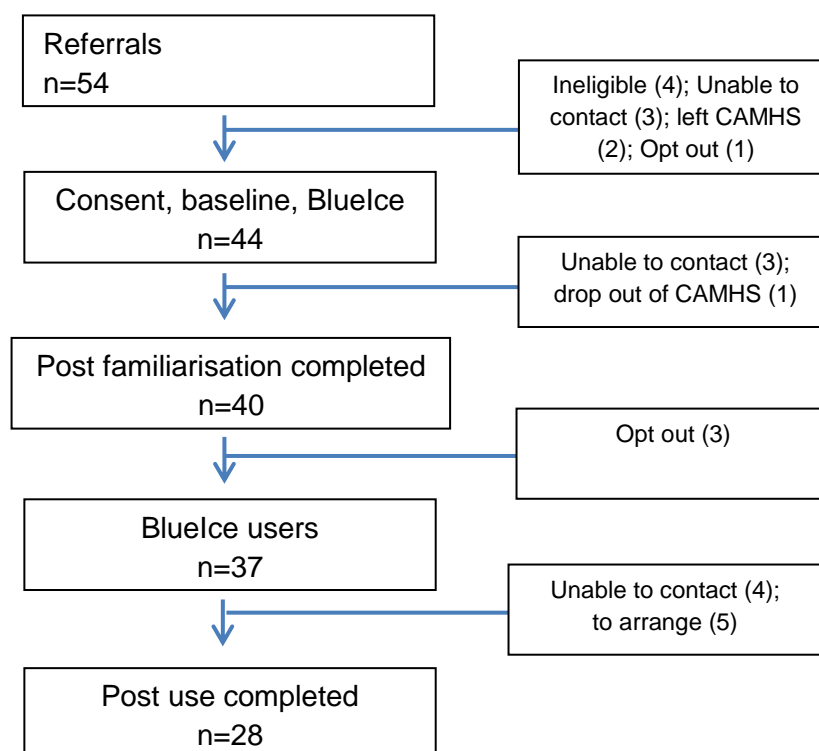 Referrals
n=54
Ineligible (4); Unable to
contact (3); left CAMHS
(2); Opt out (1)
Consent, baseline, BlueIce
n=44
Unable to contact (3);
drop out of CAMHS (1)
Post familiarisation completed
n=40
Opt out (3)
BlueIce users
n=37
Unable to contact (4);
to arrange (5)
Post use completed
n=28